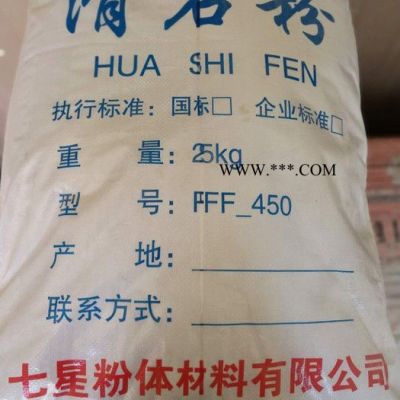 滑石粉
HUA SHI FEN
执行标准：国标□ 企业标准□
重 量：25kg
WWW.***.COM
型 号：FFF_450
产 地：
联系方式：
七星粉体材料有限公司